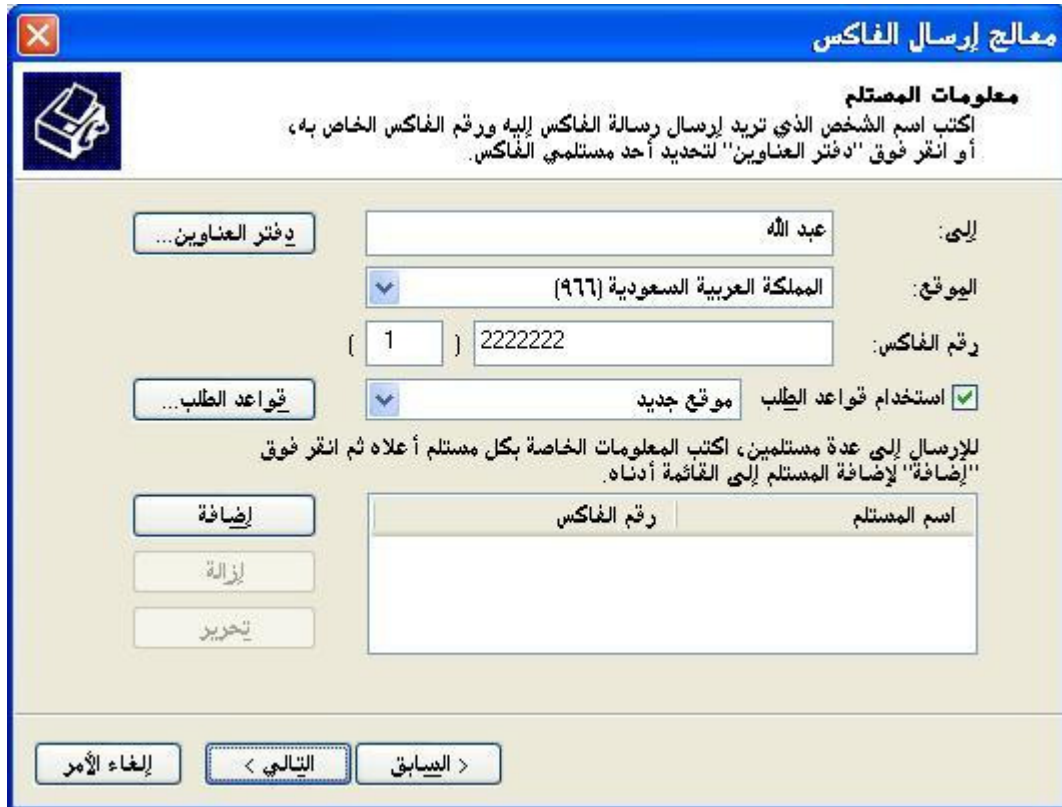 معالج إرسال الفاكس
معلومات المستلم
اكتب اسم الشخص الذي تريد إرسال رسالة الفاكس إليه ورقم الفاكس الخاص به،
أو انقر فوق "دفتر العناوين" لتحديد أحد مستلمي الفاكس.
إلى: عبد الله دفتر العناوين...
الموقع: المملكة العربية السعودية (٩٦٦)
رقم الفاكس: 2222222 ( 1 )
استخدام قواعد الطلب موقع جديد قواعد الطلب...
للإرسال إلى عدة مستلمين، اكتب المعلومات الخاصة بكل مستلم أعلاه ثم انقر فوق
"إضافة" لإضافة المستلم إلى القائمة أدناه.
اسم المستلم رقم الفاكس إضافة
إزالة
تحرير
< السابق التالي > إلغاء الأمر